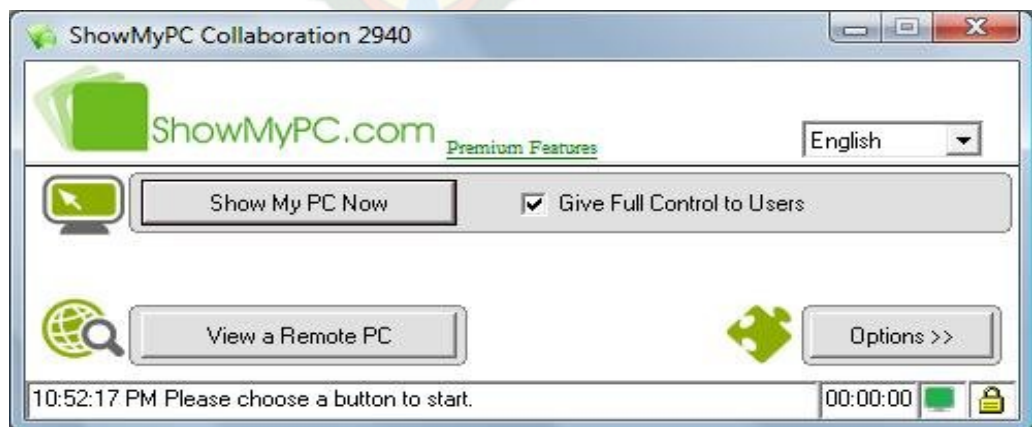 ShowMyPC Collaboration 2940
ShowMyPC.com Premium Features
English
Show My PC Now Give Full Control to Users
View a Remote PC Options >>
10:52:17 PM Please choose a button to start. 00:00:00